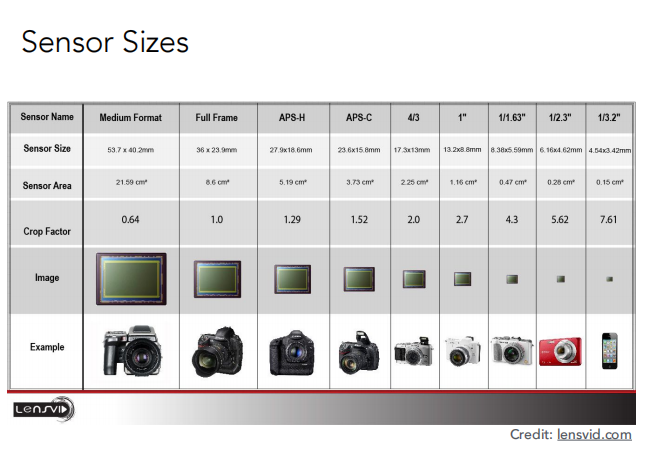 Sensor Sizes
Sensor Name Medium Format Full Frame APS-H APS-C 4/3 1" 1/1.63" 1/2.3" 1/3.2"
Sensor Size 53.7 x 40.2mm 36 x 23.9mm 27.9x18.6mm 23.6x15.8mm 17.3x13mm 13.2x8.8mm 8.38x5.59mm 6.16x4.62mm 4.54x3.42mm
Sensor Area 21.59 cm² 8.6 cm² 5.19 cm² 3.73 cm² 2.25 cm² 1.16 cm² 0.47 cm² 0.28 cm² 0.15 cm²
Crop Factor 0.64 1.0 1.29 1.52 2.0 2.7 4.3 5.62 7.61
Image
Example
LENSVID
Credit: lensvid.com